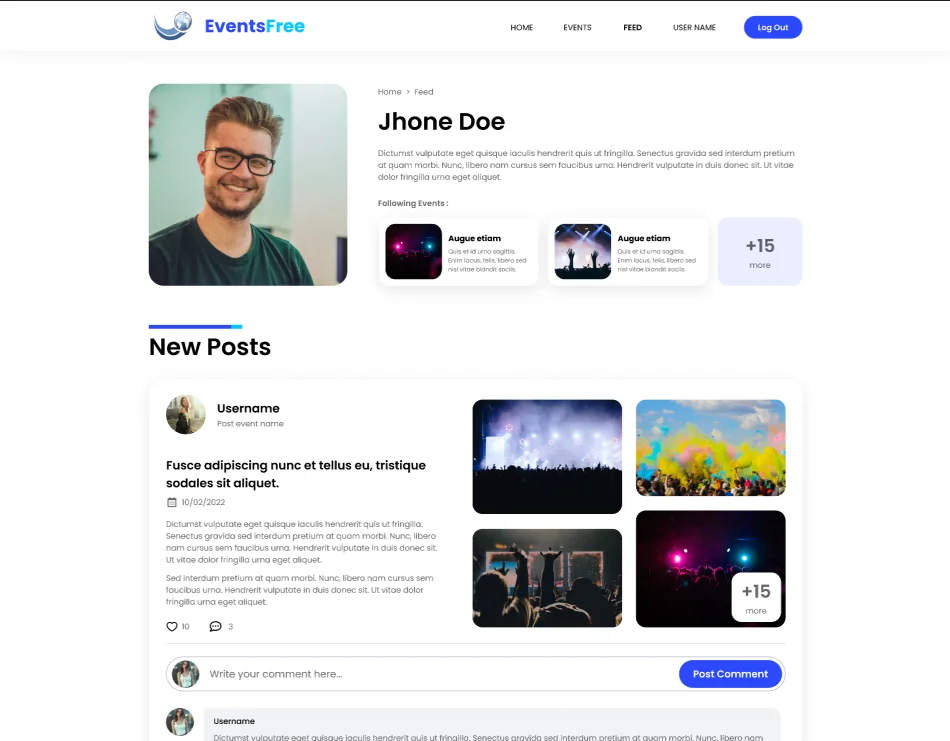 EventsFree
HOME
EVENTS
FEED
USER NAME
Log Out
Home > Feed
Jhone Doe
Dictumst vulputate eget quisque iaculis hendrerit quis ut fringilla. Senectus gravida sed interdum pretium
at quam morbi. Nunc, libero nam cursus sem faucibus urna. Hendrerit vulputate in duis donec sit. Ut vitae
dolor fringilla urna eget aliquet.
Following Events :
Augue etiam
Quis et id urna sagittis.
Enim lacus, felis, libero sed
nisl vitae blandit sociis.
Augue etiam
Quis et id urna sagittis.
Enim lacus, felis, libero sed
nisl vitae blandit sociis.
+15
more
New Posts
Username
Post event name
Fusce adipiscing nunc et tellus eu, tristique
sodales sit aliquet.
10/02/2022
Dictumst vulputate eget quisque iaculis hendrerit quis ut fringilla.
Senectus gravida sed interdum pretium at quam morbi. Nunc, libero
nam cursus sem faucibus urna. Hendrerit vulputate in duis donec sit.
Ut vitae dolor fringilla urna eget aliquet.
Sed interdum pretium at quam morbi. Nunc, libero nam cursus sem
faucibus urna. Hendrerit vulputate in duis donec sit. Ut vitae dolor
fringilla urna eget aliquet.
10
3
+15
more
Write your comment here...
Post Comment
Username
Dictumst vulputate eget quisque iaculis hendrerit quis ut fringilla. Senectus gravida sed interdum pretium at quam morbi. Nunc, libero nam